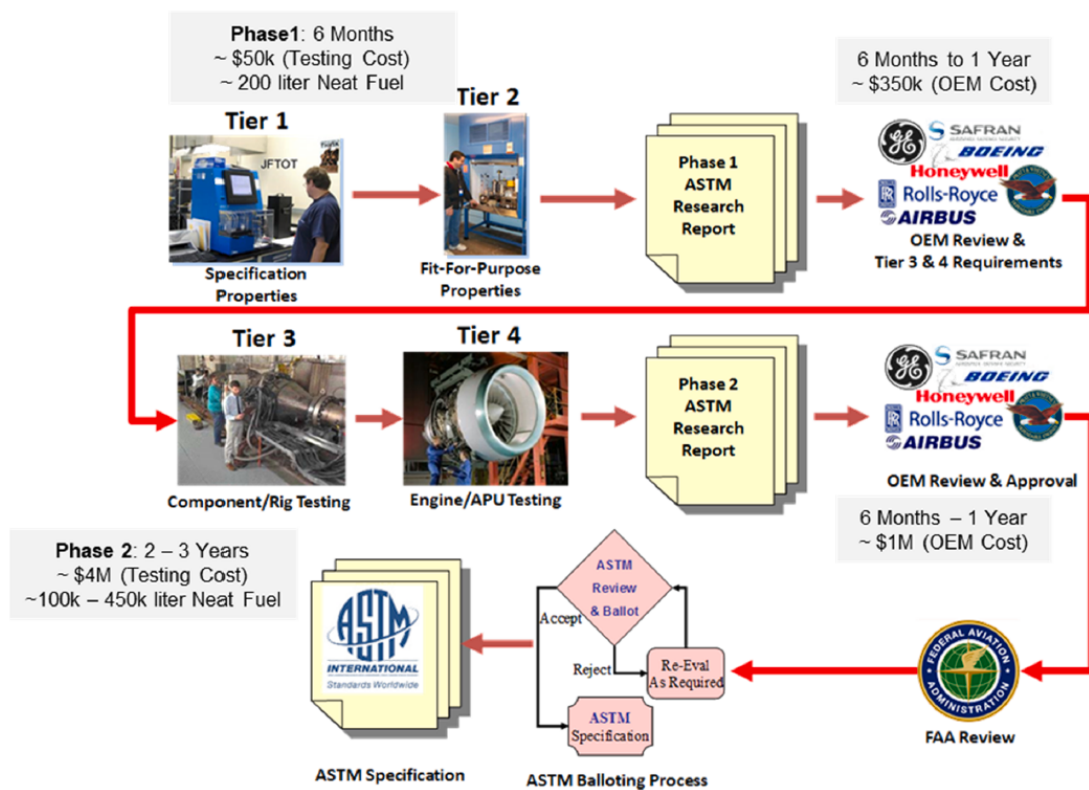 Phase1: 6 Months
~ $50k (Testing Cost)
~ 200 liter Neat Fuel
6 Months to 1 Year
~ $350k (OEM Cost)
Tier 1
Tier 2
JFTOT
Phase 1
ASTM
Research
Report
GE
SAFRAN
BOEING
Honeywell
Rolls-Royce
AIRBUS
Specification
Properties
Fit-For-Purpose
Properties
OEM Review &
Tier 3 & 4 Requirements
Tier 3
Tier 4
Phase 2
ASTM
Research
Report
GE
SAFRAN
BOEING
Honeywell
Rolls-Royce
AIRBUS
Component/Rig Testing
Engine/APU Testing
OEM Review & Approval
6 Months – 1 Year
~ $1M (OEM Cost)
Phase 2: 2 – 3 Years
~ $4M (Testing Cost)
~100k – 450k liter Neat Fuel
ASTM
INTERNATIONAL
Standards Worldwide
ASTM
Review
& Ballot
Accept
Reject
Re-Eval
As Required
ASTM
Specification
FEDERAL AVIATION
ADMINISTRATION
FAA Review
ASTM Specification
ASTM Balloting Process